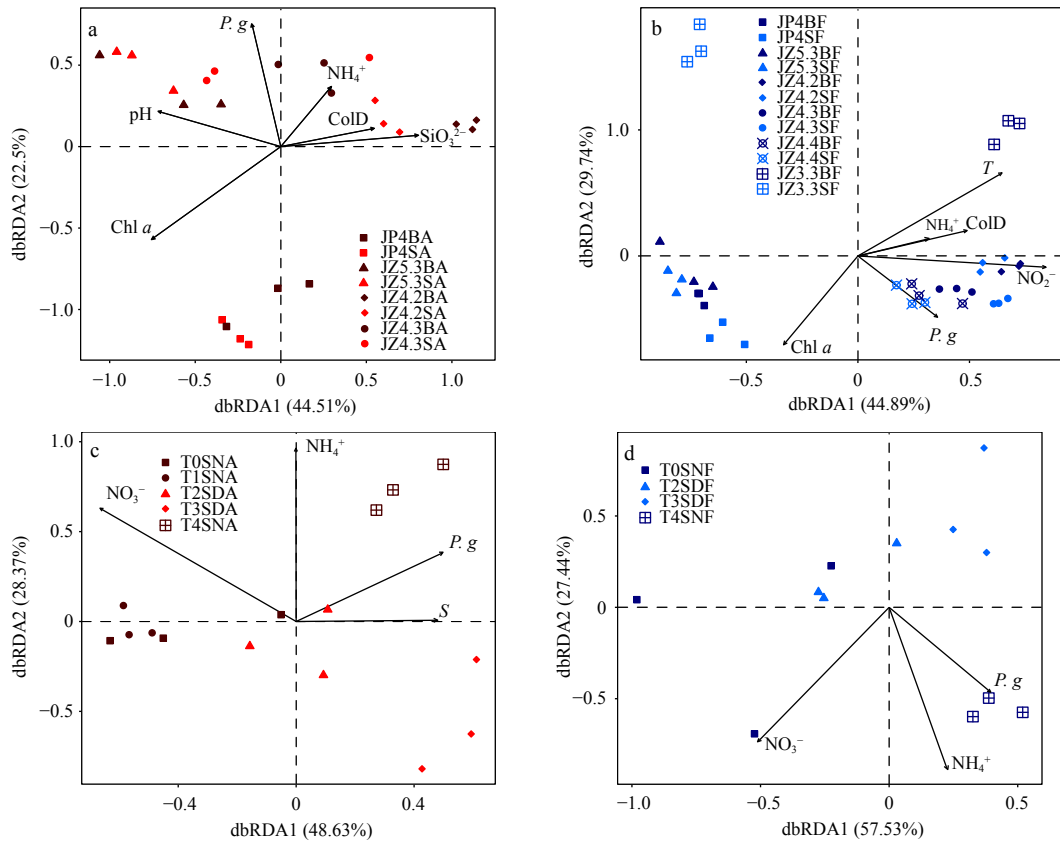 a
P. g
NH₄⁺
pH
ColD
SiO₃²⁻
Chl a
JP4BA
JP4SA
JZ5.3BA
JZ5.3SA
JZ4.2BA
JZ4.2SA
JZ4.3BA
JZ4.3SA
0.5
0
−0.5
−1.0
dbRDA2 (22.5%)
−1.0
−0.5
0
0.5
1.0
dbRDA1 (44.51%)
b
JP4BF
JP4SF
JZ5.3BF
JZ5.3SF
JZ4.2BF
JZ4.2SF
JZ4.3BF
JZ4.3SF
JZ4.4BF
JZ4.4SF
JZ3.3BF
JZ3.3SF
T
NH₄⁺
ColD
NO₂⁻
P. g
Chl a
1.0
0
−0.5
dbRDA2 (29.74%)
−0.5
0
0.5
dbRDA1 (44.89%)
c
T0SNA
T1SNA
T2SDA
T3SDA
T4SNA
NH₄⁺
NO₃⁻
P. g
S
1.0
0.5
0
−0.5
dbRDA2 (28.37%)
−0.4
0
0.4
dbRDA1 (48.63%)
d
T0SNF
T2SDF
T3SDF
T4SNF
P. g
NO₃⁻
NH₄⁺
0.5
0
−0.5
dbRDA2 (27.44%)
−1.0
−0.5
0
0.5
dbRDA1 (57.53%)